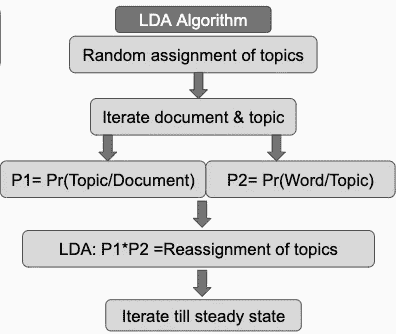 LDA Algorithm
Random assignment of topics
Iterate document & topic
P1= Pr(Topic/Document)
P2= Pr(Word/Topic)
LDA: P1*P2 =Reassignment of topics
Iterate till steady state